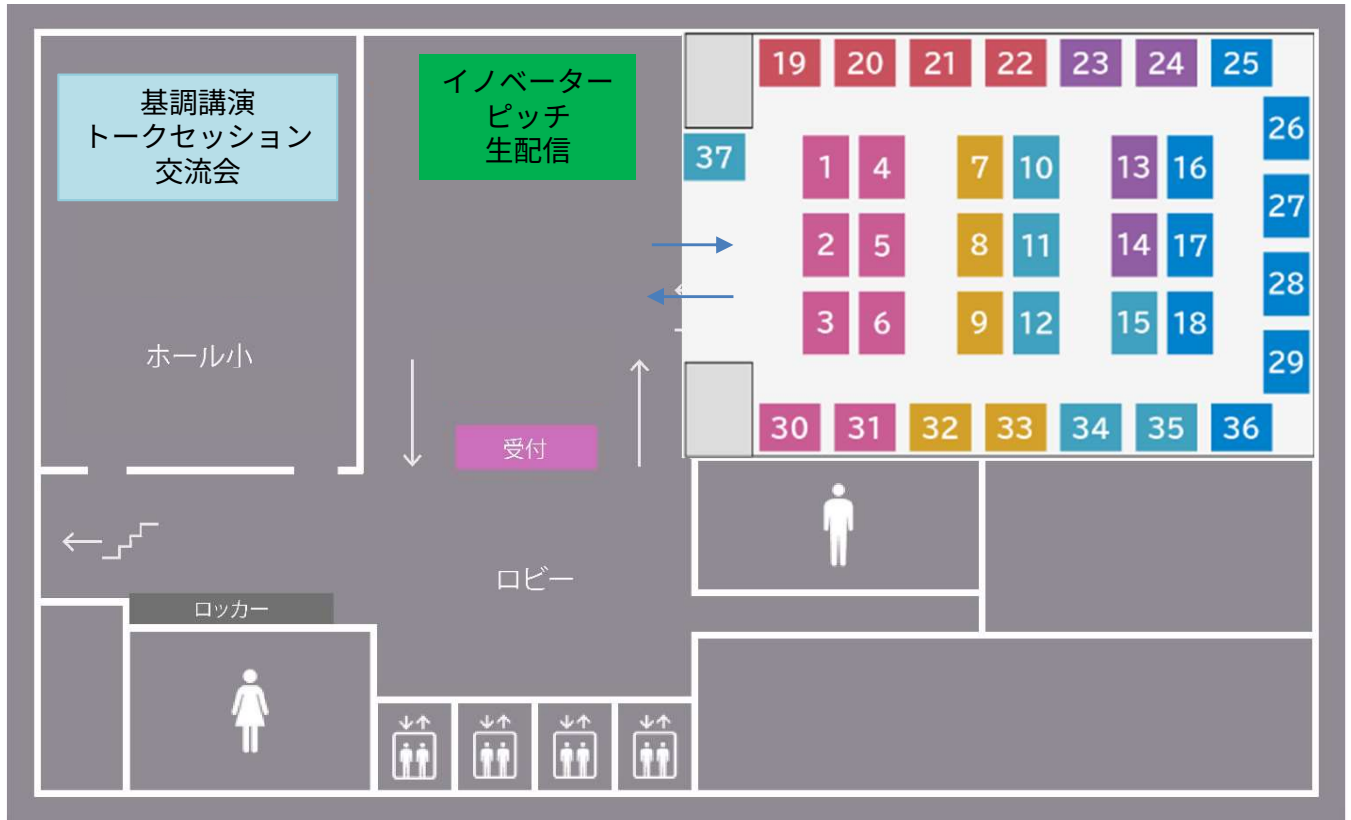 基調講演
トークセッション
交流会
イノベーター
ピッチ
生配信
19 20 21 22 23 24 25
26
37
1 4 7 10 13 16
27
2 5 8 11 14 17
28
3 6 9 12 15 18
29
30 31 32 33 34 35 36
ホール小
受付
ロビー
ロッカー